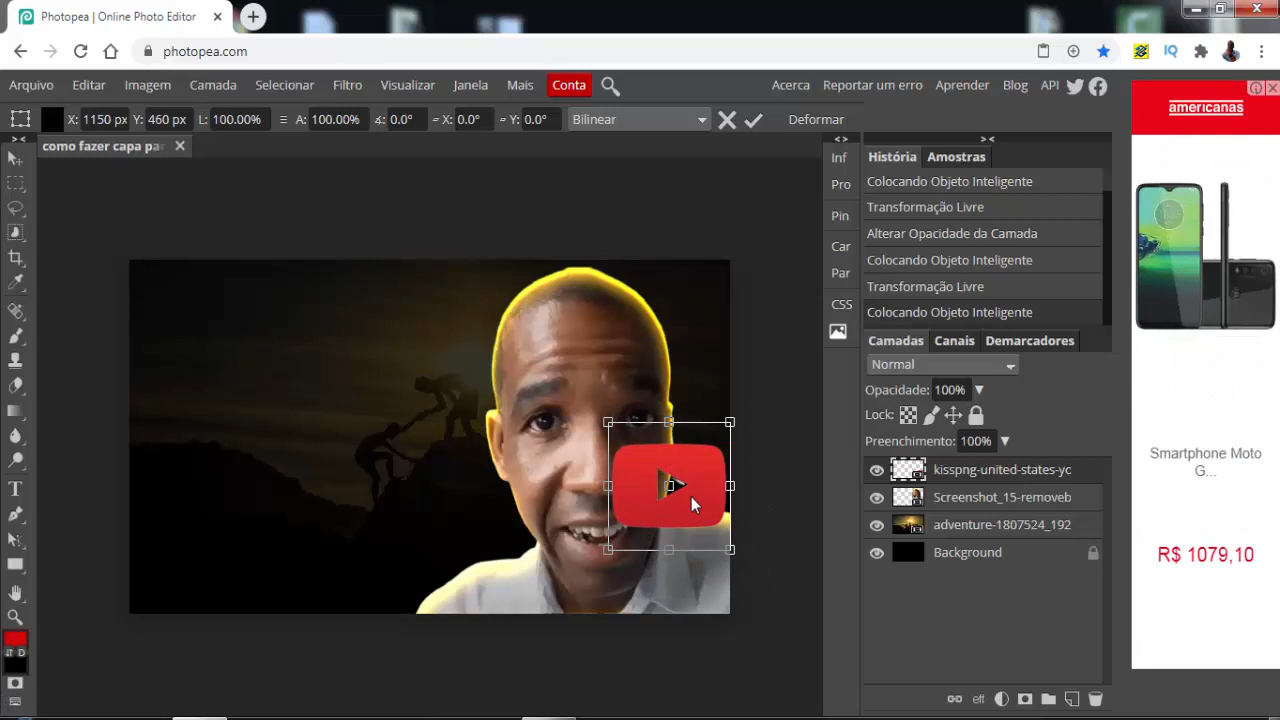 Photopea | Online Photo Editor
photopea.com
Arquivo Editar Imagem Camada Selecionar Filtro Visualizar Janela Mais Conta Acerca Reportar um erro Aprender Blog API
X: 1150 px Y: 460 px L: 100.00% A: 100.00% 0.0° X: 0.0° Y: 0.0° Bilinear Deformar
como fazer capa par
História Amostras
Colocando Objeto Inteligente
Transformação Livre
Alterar Opacidade da Camada
Colocando Objeto Inteligente
Transformação Livre
Colocando Objeto Inteligente
Inf
Pro
Pin
Car
Par
CSS
Camadas Canais Demarcadores
Normal
Opacidade: 100%
Lock:
Preenchimento: 100%
kisspng-united-states-yc
Screenshot_15-removeb
adventure-1807524_192
Background
eff
T
D
IQ
americanas
Smartphone Moto
G...
R$ 1079,10